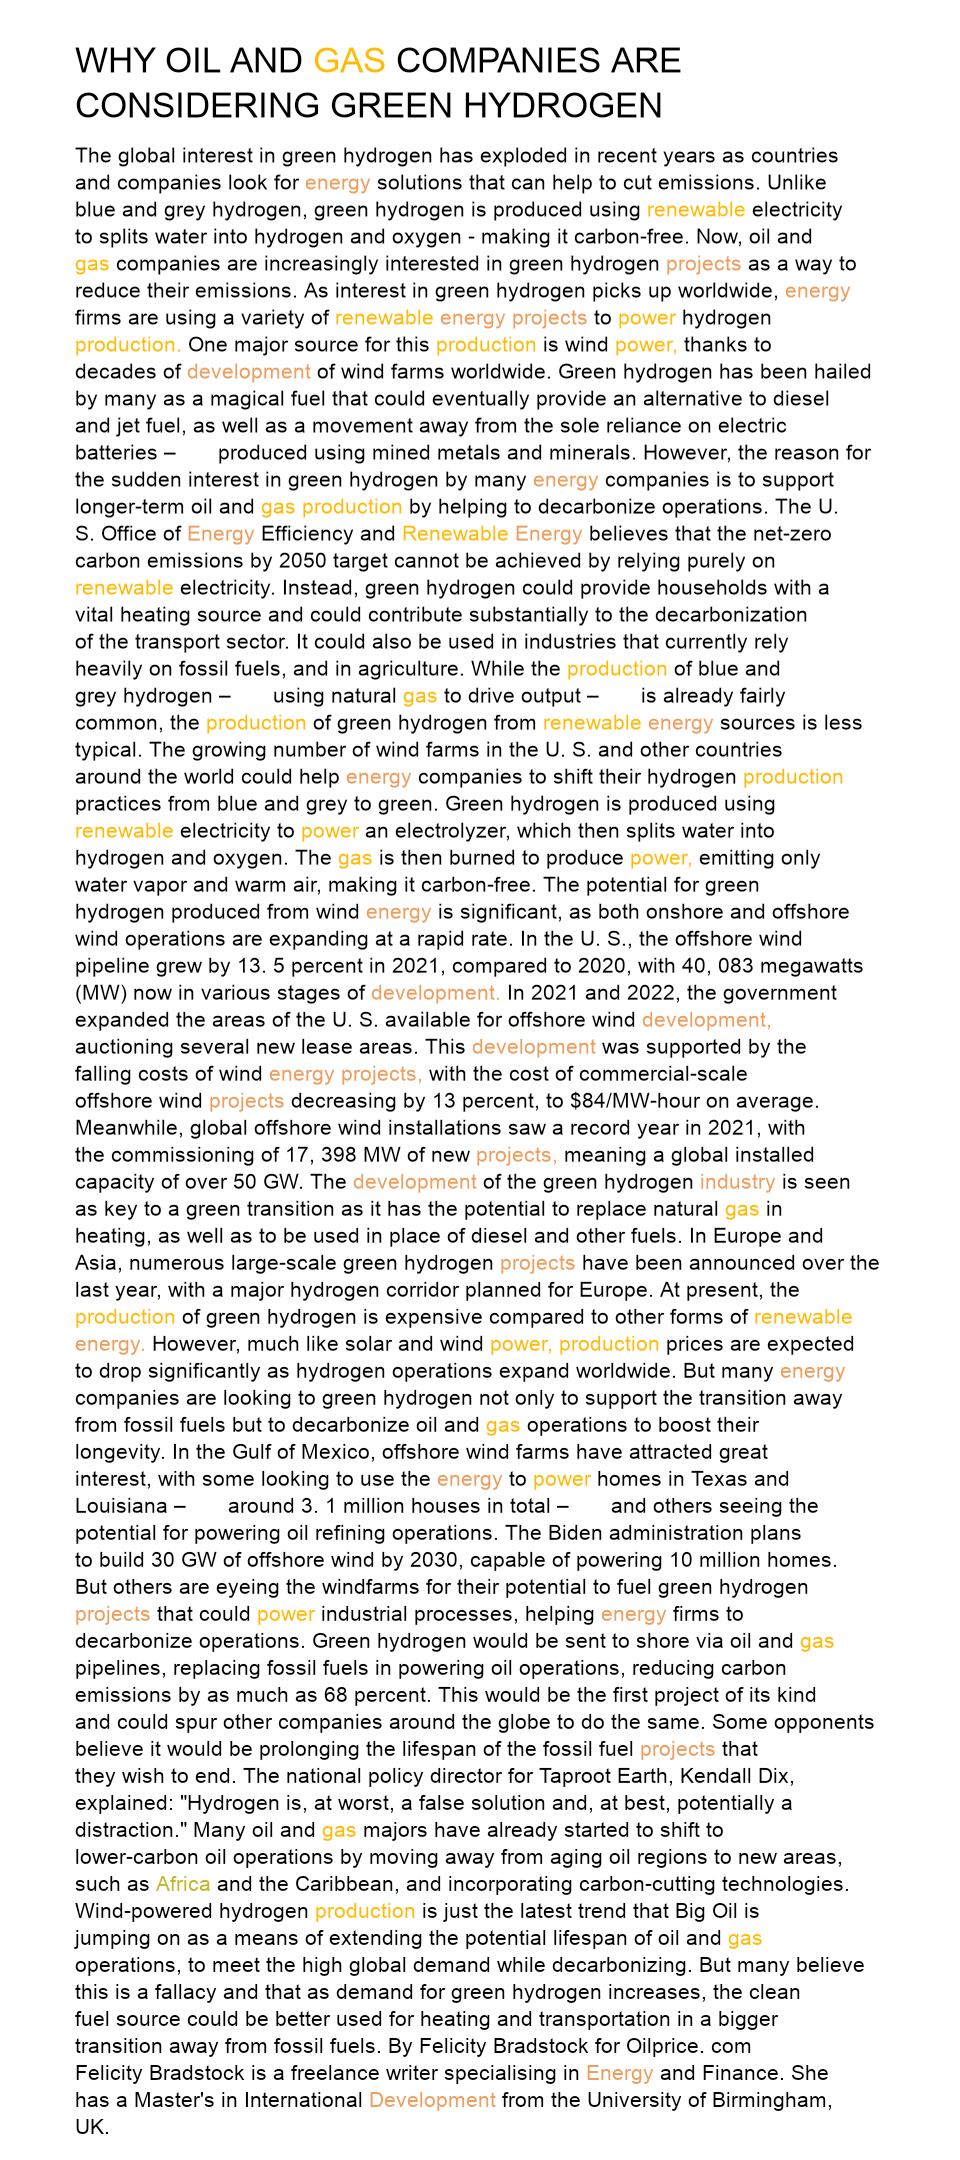 WHY OIL AND GAS COMPANIES ARE
CONSIDERING GREEN HYDROGEN
The global interest in green hydrogen has exploded in recent years as countries
and companies look for energy solutions that can help to cut emissions. Unlike
blue and grey hydrogen, green hydrogen is produced using renewable electricity
to splits water into hydrogen and oxygen - making it carbon-free. Now, oil and
gas companies are increasingly interested in green hydrogen projects as a way to
reduce their emissions. As interest in green hydrogen picks up worldwide, energy
firms are using a variety of renewable energy projects to power hydrogen
production. One major source for this production is wind power, thanks to
decades of development of wind farms worldwide. Green hydrogen has been hailed
by many as a magical fuel that could eventually provide an alternative to diesel
and jet fuel, as well as a movement away from the sole reliance on electric
batteries – produced using mined metals and minerals. However, the reason for
the sudden interest in green hydrogen by many energy companies is to support
longer-term oil and gas production by helping to decarbonize operations. The U.
S. Office of Energy Efficiency and Renewable Energy believes that the net-zero
carbon emissions by 2050 target cannot be achieved by relying purely on
renewable electricity. Instead, green hydrogen could provide households with a
vital heating source and could contribute substantially to the decarbonization
of the transport sector. It could also be used in industries that currently rely
heavily on fossil fuels, and in agriculture. While the production of blue and
grey hydrogen – using natural gas to drive output – is already fairly
common, the production of green hydrogen from renewable energy sources is less
typical. The growing number of wind farms in the U. S. and other countries
around the world could help energy companies to shift their hydrogen production
practices from blue and grey to green. Green hydrogen is produced using
renewable electricity to power an electrolyzer, which then splits water into
hydrogen and oxygen. The gas is then burned to produce power, emitting only
water vapor and warm air, making it carbon-free. The potential for green
hydrogen produced from wind energy is significant, as both onshore and offshore
wind operations are expanding at a rapid rate. In the U. S., the offshore wind
pipeline grew by 13. 5 percent in 2021, compared to 2020, with 40, 083 megawatts
(MW) now in various stages of development. In 2021 and 2022, the government
expanded the areas of the U. S. available for offshore wind development,
auctioning several new lease areas. This development was supported by the
falling costs of wind energy projects, with the cost of commercial-scale
offshore wind projects decreasing by 13 percent, to $84/MW-hour on average.
Meanwhile, global offshore wind installations saw a record year in 2021, with
the commissioning of 17, 398 MW of new projects, meaning a global installed
capacity of over 50 GW. The development of the green hydrogen industry is seen
as key to a green transition as it has the potential to replace natural gas in
heating, as well as to be used in place of diesel and other fuels. In Europe and
Asia, numerous large-scale green hydrogen projects have been announced over the
last year, with a major hydrogen corridor planned for Europe. At present, the
production of green hydrogen is expensive compared to other forms of renewable
energy. However, much like solar and wind power, production prices are expected
to drop significantly as hydrogen operations expand worldwide. But many energy
companies are looking to green hydrogen not only to support the transition away
from fossil fuels but to decarbonize oil and gas operations to boost their
longevity. In the Gulf of Mexico, offshore wind farms have attracted great
interest, with some looking to use the energy to power homes in Texas and
Louisiana – around 3. 1 million houses in total – and others seeing the
potential for powering oil refining operations. The Biden administration plans
to build 30 GW of offshore wind by 2030, capable of powering 10 million homes.
But others are eyeing the windfarms for their potential to fuel green hydrogen
projects that could power industrial processes, helping energy firms to
decarbonize operations. Green hydrogen would be sent to shore via oil and gas
pipelines, replacing fossil fuels in powering oil operations, reducing carbon
emissions by as much as 68 percent. This would be the first project of its kind
and could spur other companies around the globe to do the same. Some opponents
believe it would be prolonging the lifespan of the fossil fuel projects that
they wish to end. The national policy director for Taproot Earth, Kendall Dix,
explained: "Hydrogen is, at worst, a false solution and, at best, potentially a
distraction." Many oil and gas majors have already started to shift to
lower-carbon oil operations by moving away from aging oil regions to new areas,
such as Africa and the Caribbean, and incorporating carbon-cutting technologies.
Wind-powered hydrogen production is just the latest trend that Big Oil is
jumping on as a means of extending the potential lifespan of oil and gas
operations, to meet the high global demand while decarbonizing. But many believe
this is a fallacy and that as demand for green hydrogen increases, the clean
fuel source could be better used for heating and transportation in a bigger
transition away from fossil fuels. By Felicity Bradstock for Oilprice. com
Felicity Bradstock is a freelance writer specialising in Energy and Finance. She
has a Master's in International Development from the University of Birmingham,
UK.